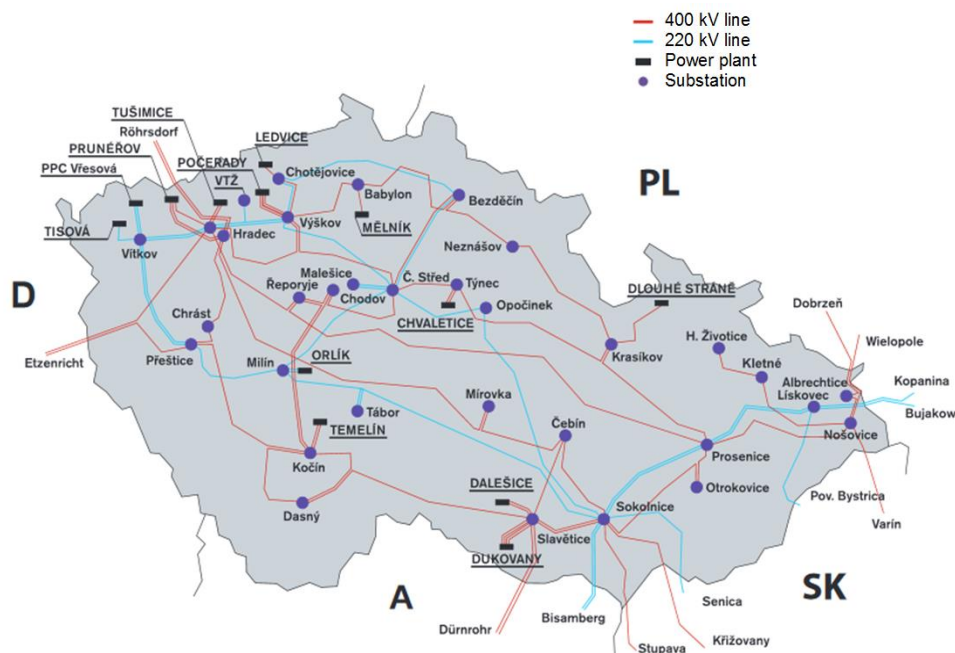 400 kV line
220 kV line
Power plant
Substation
TUŠIMICE
Röhrsdorf
PRUNÉŘOV
PPC Vřesová
LEDVICE
POČERADY
Chotějovice
VTŽ
Babylon
Bezděčín
PL
TISOVÁ
Výškov
MĚLNÍK
Hradec
Vítkov
Neznášov
D
Malešice
Řeporyje
Chodov
Č. Střed
Týnec
Opočinek
DLOUHÉ STRÁNĚ
Dobrzeń
Chrást
CHVALETICE
H. Životice
Wielopole
Etzenricht
Přeštice
Krasíkov
Kletné
Milín
ORLÍK
Albrechtice
Kopanina
Lískovec
Mírovka
Bujakow
Tábor
Čebín
TEMELÍN
Nošovice
Kočín
Prosenice
DALEŠICE
Otrokovice
Dasný
Sokolnice
Pov. Bystrica
Slavětice
Varín
DUKOVANY
SK
A
Senica
Bisamberg
Dürnrohr
Křižovany
Stupava